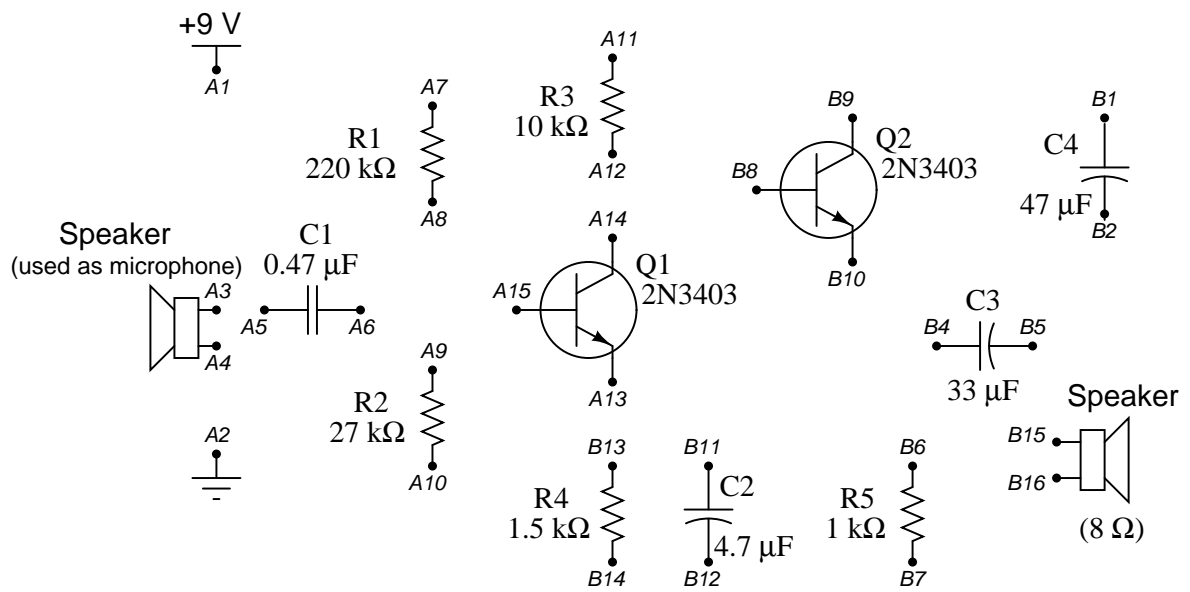 +9 V
A1
A11
R3
10 kΩ
A12
A7
R1
220 kΩ
A8
B9
B8
Q2
2N3403
B10
B1
C4
47 μF
B2
Speaker
(used as microphone)
A3
A4
C1
0.47 μF
A5
A6
A14
A15
Q1
2N3403
A13
B4
C3
B5
33 μF
A9
R2
27 kΩ
A10
A2
B13
R4
1.5 kΩ
B14
B11
C2
4.7 μF
B12
B6
R5
1 kΩ
B7
Speaker
B15
B16
(8 Ω)